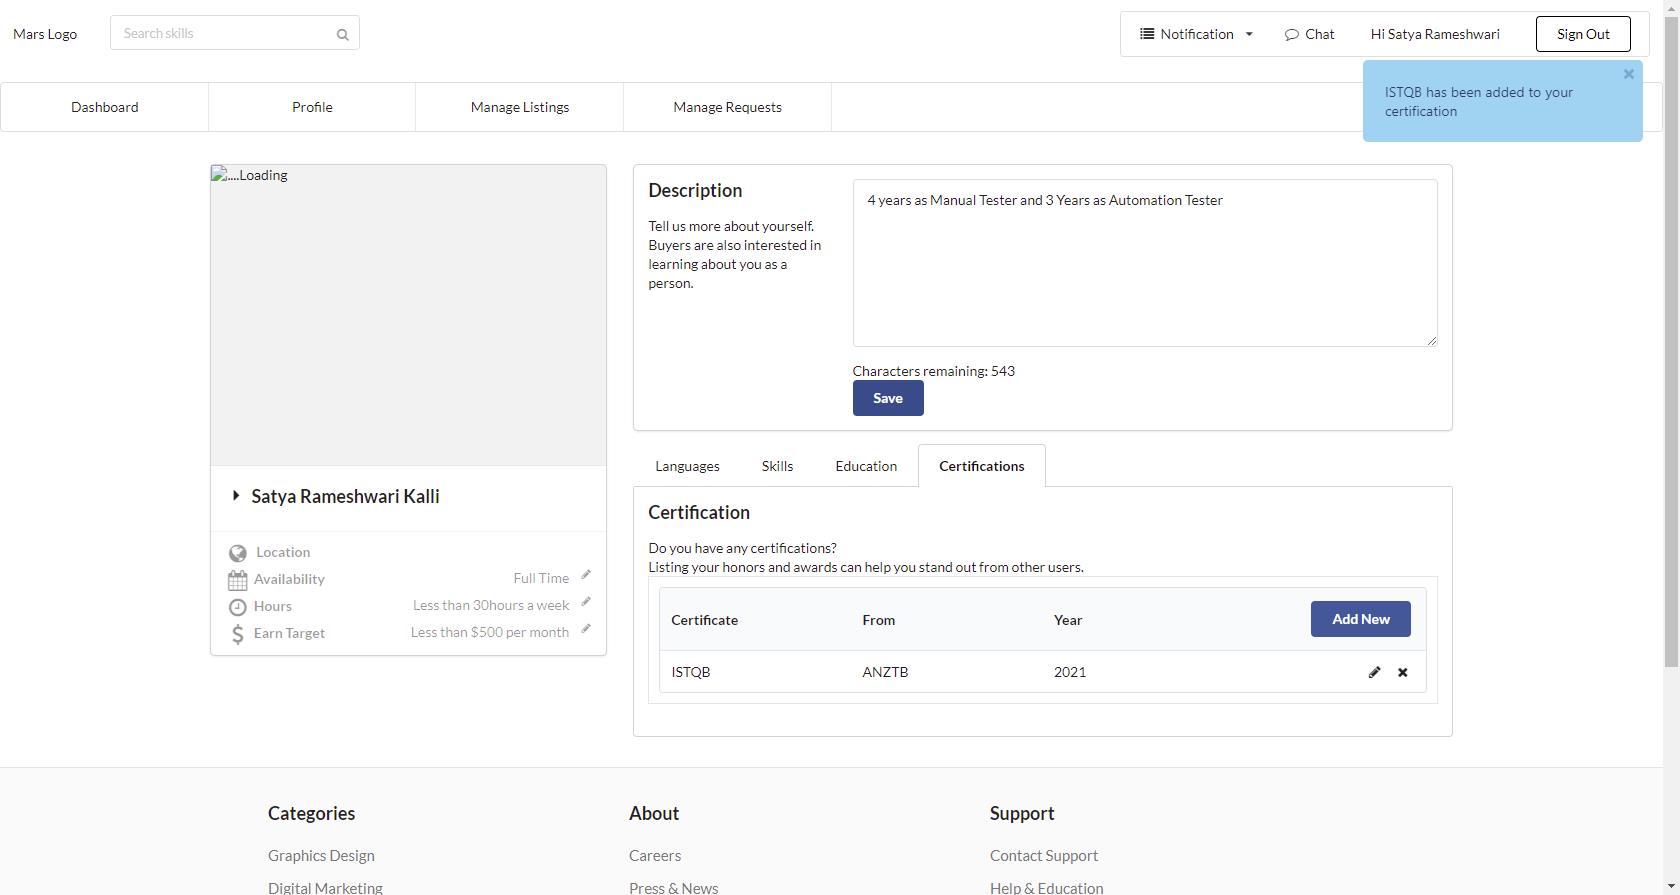 Mars Logo
Search skills
Notification
Chat
Hi Satya Rameshwari
Sign Out
Dashboard
Profile
Manage Listings
Manage Requests
ISTQB has been added to your
certification
....Loading
Satya Rameshwari Kalli
Location
Availability
Full Time
Hours
Less than 30hours a week
Earn Target
Less than $500 per month
Description
Tell us more about yourself.
Buyers are also interested in
learning about you as a
person.
4 years as Manual Tester and 3 Years as Automation Tester
Characters remaining: 543
Save
Languages
Skills
Education
Certifications
Certification
Do you have any certifications?
Listing your honors and awards can help you stand out from other users.
Certificate
From
Year
Add New
ISTQB
ANZTB
2021
Categories
About
Support
Graphics Design
Careers
Contact Support
Digital Marketing
Press & News
Help & Education